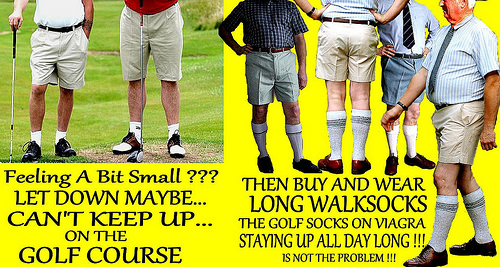 Feeling A Bit Small ???
LET DOWN MAYBE...
CAN'T KEEP UP...
ON THE
GOLF COURSE
THEN BUY AND WEAR
LONG WALKSOCKS
THE GOLF SOCKS ON VIAGRA
STAYING UP ALL DAY LONG !!!
IS NOT THE PROBLEM !!!